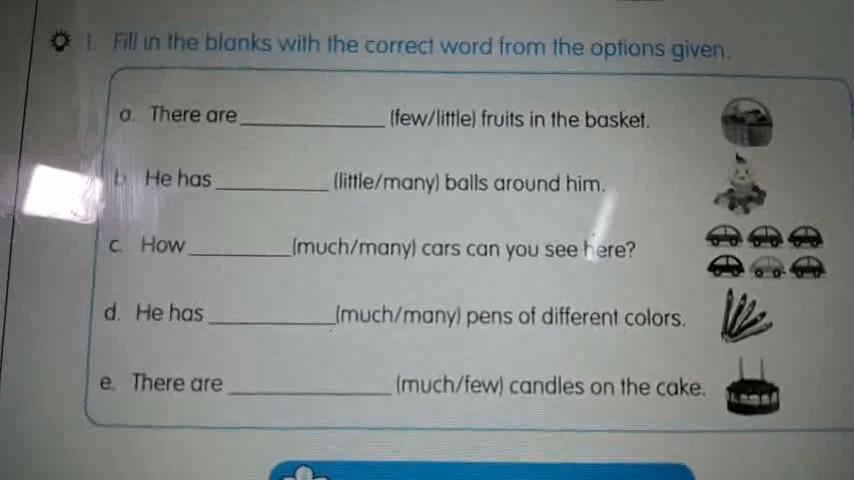 1. Fill in the blanks with the correct word from the options given.
a. There are ____________ (few/little) fruits in the basket.
b. He has __________ (little/many) balls around him.
c. How _________ (much/many) cars can you see here?
d. He has ___________ (much/many) pens of different colors.
e. There are ______________ (much/few) candles on the cake.